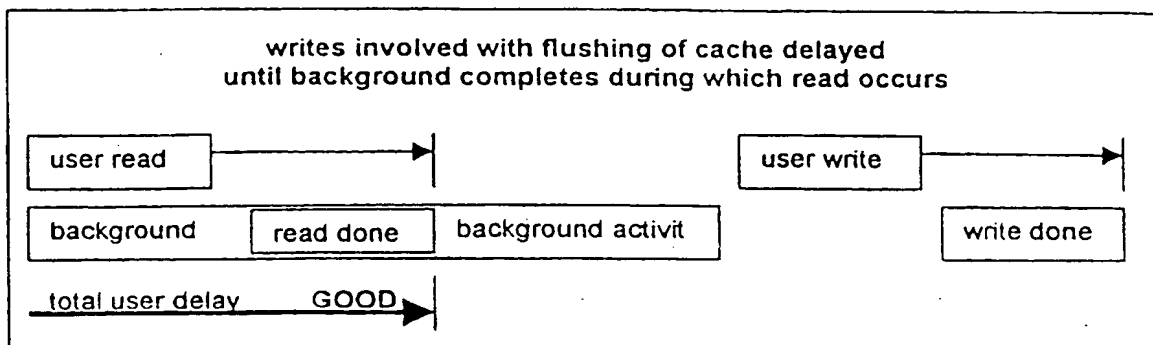 writes involved with flushing of cache delayed
until background completes during which read occurs
user read
user write
background
read done
background activit
write done
total user delay GOOD